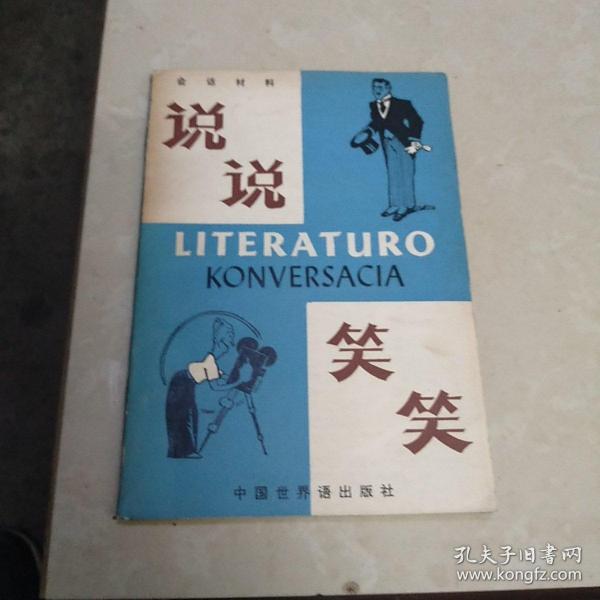 会话材料
说
说
LITERATURO
KONVERSACIA
笑
笑
中国世界语出版社
孔夫子旧书网
www.kongfz.com